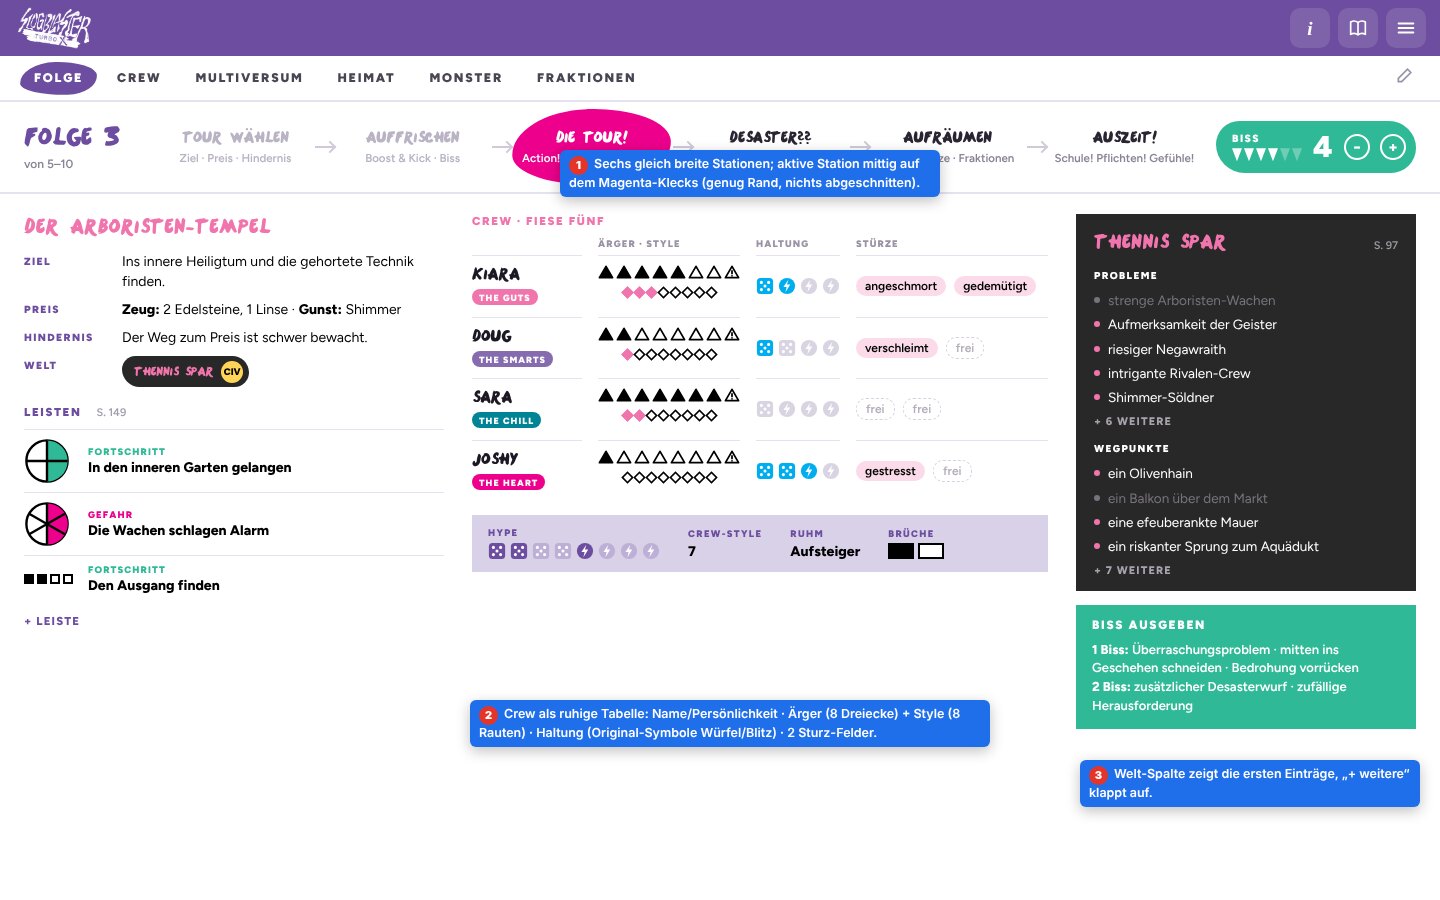 SLUGBLASTER
TURBO X
i
FOLGE
CREW
MULTIVERSUM
HEIMAT
MONSTER
FRAKTIONEN
FOLGE 3
von 5–10
TOUR WÄHLEN
Ziel · Preis · Hindernis
AUFFRISCHEN
Boost & Kick · Biss
DIE TOUR!
Action!
DESASTER??
AUFRÄUMEN
ze · Fraktionen
AUSZEIT!
Schule! Pflichten! Gefühle!
BISS
4
-
+
1 Sechs gleich breite Stationen; aktive Station mittig auf
dem Magenta-Klecks (genug Rand, nichts abgeschnitten).
DER ARBORISTEN-TEMPEL
ZIEL
Ins innere Heiligtum und die gehortete Technik
finden.
PREIS
Zeug: 2 Edelsteine, 1 Linse · Gunst: Shimmer
HINDERNIS
Der Weg zum Preis ist schwer bewacht.
WELT
THENNIS SPAR CIV
LEISTEN S. 149
FORTSCHRITT
In den inneren Garten gelangen
GEFAHR
Die Wachen schlagen Alarm
FORTSCHRITT
Den Ausgang finden
+ LEISTE
CREW · FIESE FÜNF
ÄRGER · STYLE
HALTUNG
STÜRZE
KIARA
THE GUTS
angeschmort
gedemütigt
DOUG
THE SMARTS
verschleimt
frei
SARA
THE CHILL
frei
frei
JOSHY
THE HEART
gestresst
frei
HYPE
CREW-STYLE
7
RUHM
Aufsteiger
BRÜCHE
2 Crew als ruhige Tabelle: Name/Persönlichkeit · Ärger (8 Dreiecke) + Style (8
Rauten) · Haltung (Original-Symbole Würfel/Blitz) · 2 Sturz-Felder.
THENNIS SPAR
S. 97
PROBLEME
strenge Arboristen-Wachen
Aufmerksamkeit der Geister
riesiger Negawraith
intrigante Rivalen-Crew
Shimmer-Söldner
+ 6 WEITERE
WEGPUNKTE
ein Olivenhain
ein Balkon über dem Markt
eine efeuberankte Mauer
ein riskanter Sprung zum Aquädukt
+ 7 WEITERE
BISS AUSGEBEN
1 Biss: Überraschungsproblem · mitten ins
Geschehen schneiden · Bedrohung vorrücken
2 Biss: zusätzlicher Desasterwurf · zufällige
Herausforderung
3 Welt-Spalte zeigt die ersten Einträge, „+ weitere“
klappt auf.